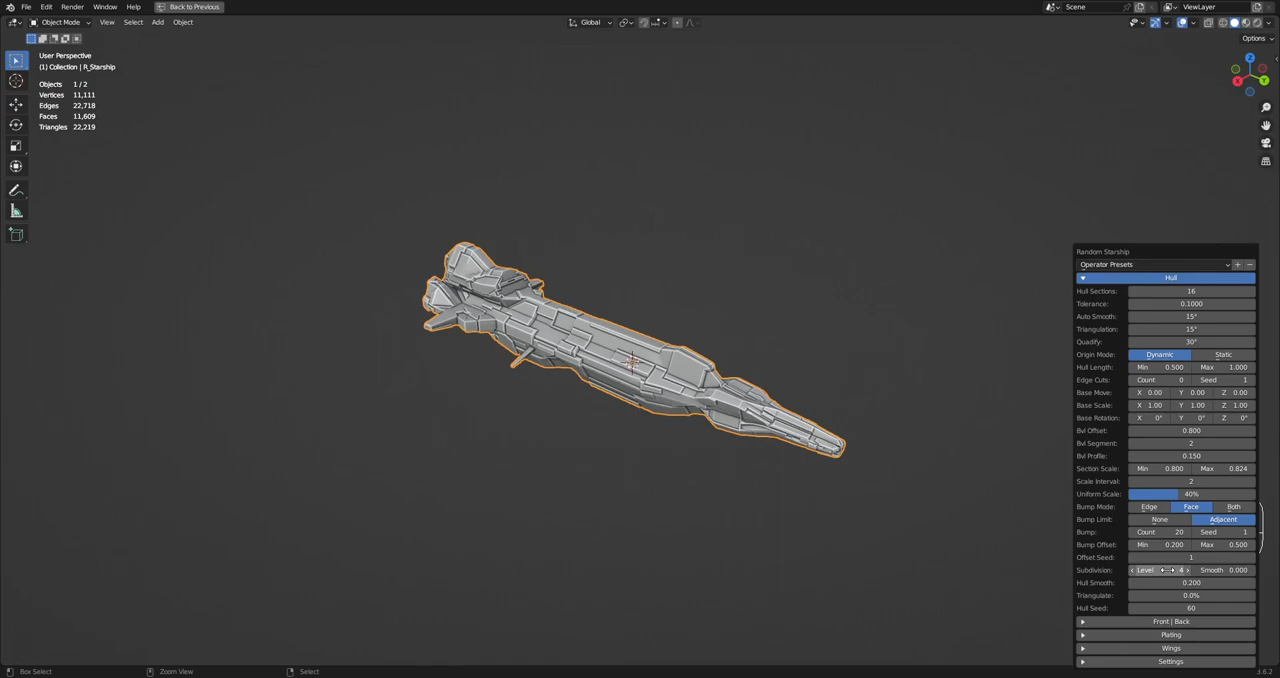 File Edit Render Window Help Back to Previous Scene ViewLayer
Object Mode View Select Add Object Global
Options
User Perspective
(1) Collection | R_Starship
Objects 1 / 2
Vertices 11,111
Edges 22,718
Faces 11,609
Triangles 22,219
Z
X Y
Random Starship
Operator Presets
Hull
Hull Sections: 16
Tolerance: 0.1000
Auto Smooth: 15°
Triangulation: 15°
Quadify: 30°
Origin Mode: Dynamic Static
Hull Length: Min 0.500 Max 1.000
Edge Cuts: Count 0 Seed 1
Base Move: X 0.00 Y 0.00 Z 0.00
Base Scale: X 1.00 Y 1.00 Z 1.00
Base Rotation: X 0° Y 0° Z 0°
Bvl Offset: 0.800
Bvl Segment: 2
Bvl Profile: 0.150
Section Scale: Min 0.800 Max 0.824
Scale Interval: 2
Uniform Scale: 40%
Bump Mode: Edge Face Both
Bump Limit: None Adjacent
Bump: Count 20 Seed 1
Bump Offset: Min 0.200 Max 0.500
Offset Seed: 1
Subdivision: Level 4 Smooth 0.000
Hull Smooth: 0.200
Triangulate: 0.0%
Hull Seed: 60
Front | Back
Plating
Wings
Settings
Box Select Zoom View Select 3.6.2